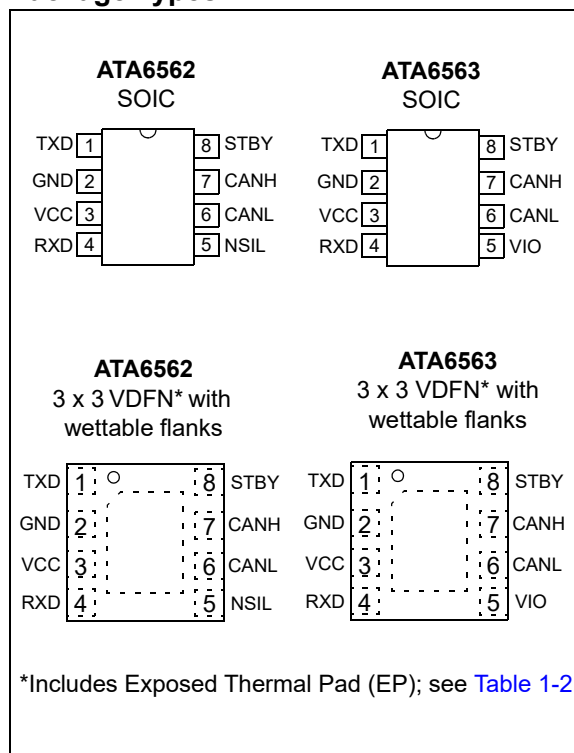 ATA6562
SOIC
TXD 1
8 STBY
GND 2
7 CANH
VCC 3
6 CANL
RXD 4
5 NSIL
ATA6563
SOIC
TXD 1
8 STBY
GND 2
7 CANH
VCC 3
6 CANL
RXD 4
5 VIO
ATA6562
3 x 3 VDFN* with
wettable flanks
TXD 1
8 STBY
GND 2
7 CANH
VCC 3
6 CANL
RXD 4
5 NSIL
ATA6563
3 x 3 VDFN* with
wettable flanks
TXD 1
8 STBY
GND 2
7 CANH
VCC 3
6 CANL
RXD 4
5 VIO
*Includes Exposed Thermal Pad (EP); see Table 1-2